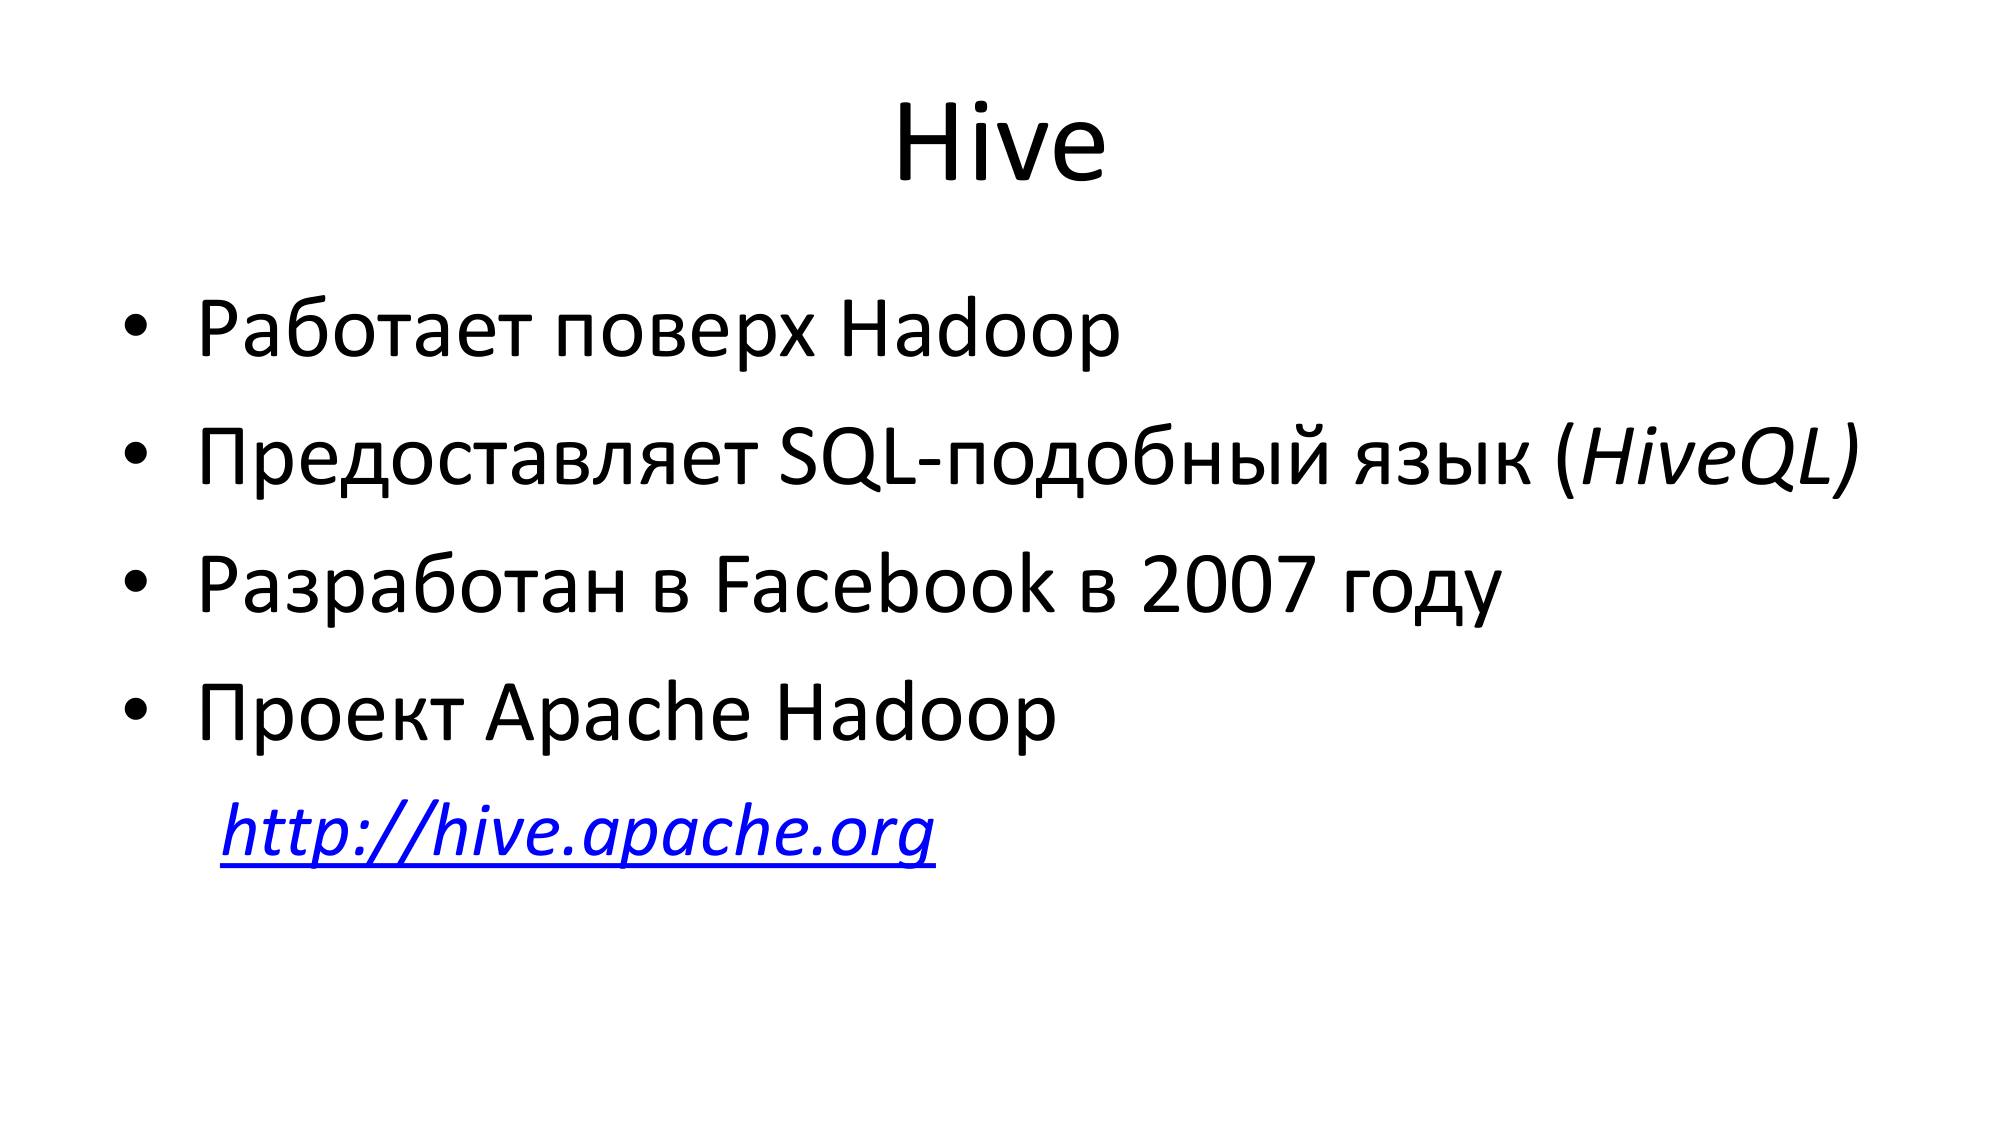 Hive
• Работает поверх Hadoop
• Предоставляет SQL-подобный язык (HiveQL)
• Разработан в Facebook в 2007 году
• Проект Apache Hadoop
http://hive.apache.org